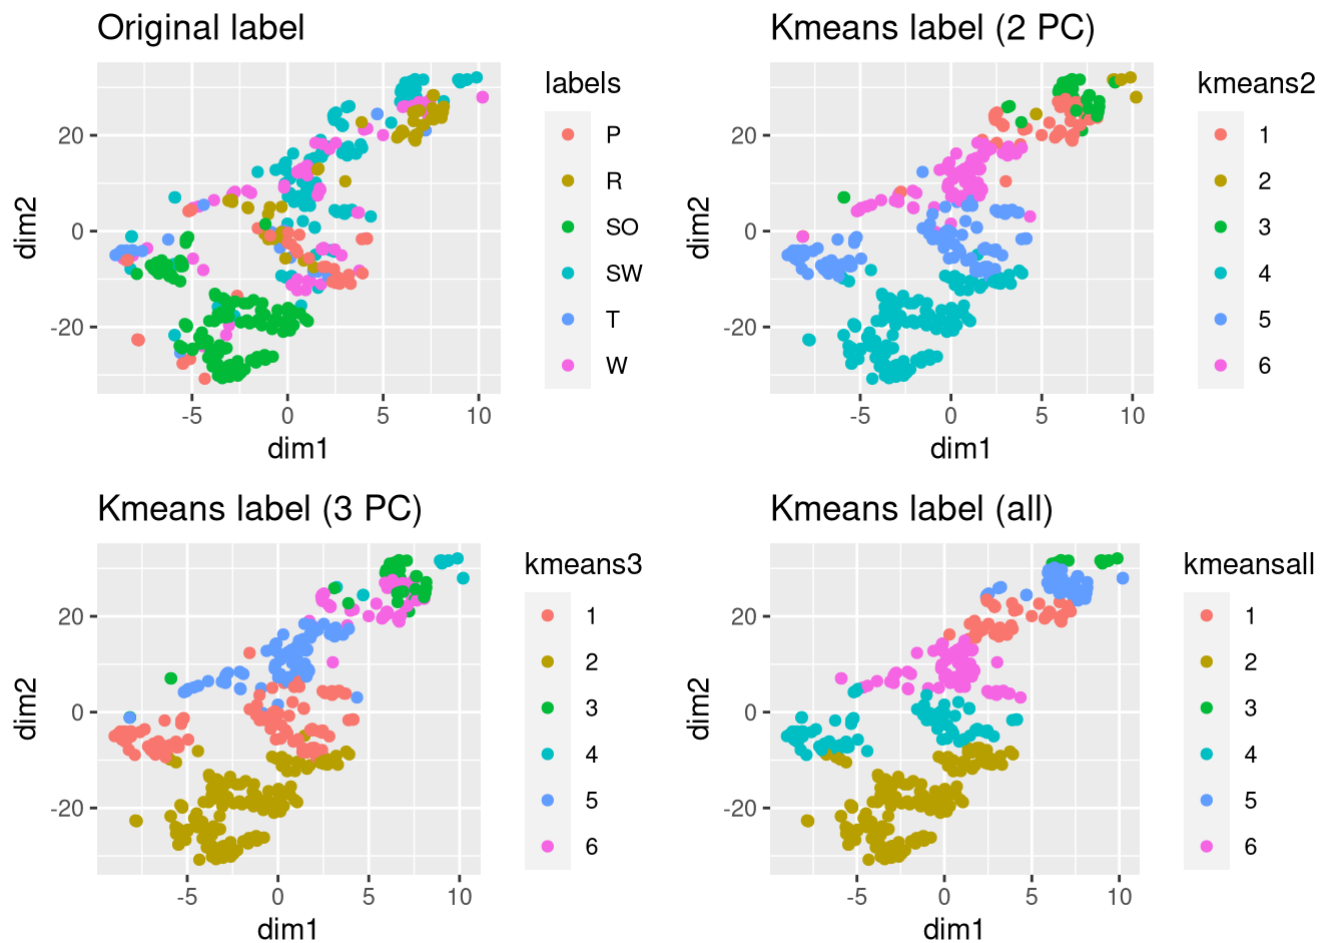 Original label
20
0
-20
-5 0 5 10
dim1
dim2
labels
P
R
SO
SW
T
W
Kmeans label (2 PC)
20
0
-20
-5 0 5 10
dim1
dim2
kmeans2
1
2
3
4
5
6
Kmeans label (3 PC)
20
0
-20
-5 0 5 10
dim1
dim2
kmeans3
1
2
3
4
5
6
Kmeans label (all)
20
0
-20
-5 0 5 10
dim1
dim2
kmeansall
1
2
3
4
5
6